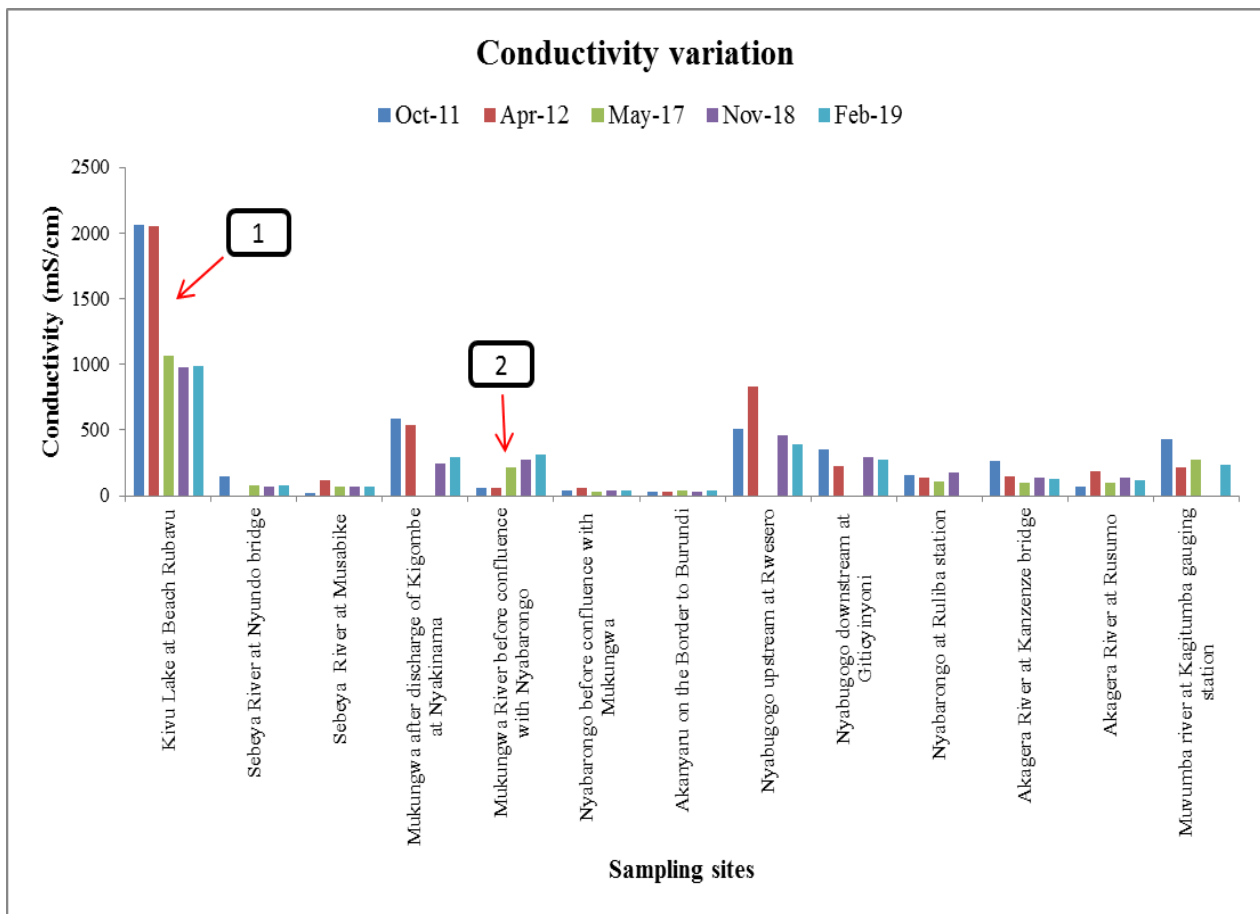 Conductivity variation
Oct-11 Apr-12 May-17 Nov-18 Feb-19
Conductivity (mS/cm)
2500
2000
1500
1000
500
0
1
2
Kivu Lake at Beach Rubavu
Sebeya River at Nyundo bridge
Sebeya River at Musabike
Mukungwa after discharge of Kigombe
at Nyakinama
Mukungwa River before confluence
with Nyabarongo
Nyabarongo before confluence with
Mukungwa
Akanyaru on the Border to Burundi
Nyabugogo upstream at Rwesero
Nyabugogo downstream at
Giticyinyoni
Nyabarongo at Ruliba station
Akagera River at Kanzenze bridge
Akagera River at Rusumo
Muvumba river at Kagitumba gauging
station
Sampling sites